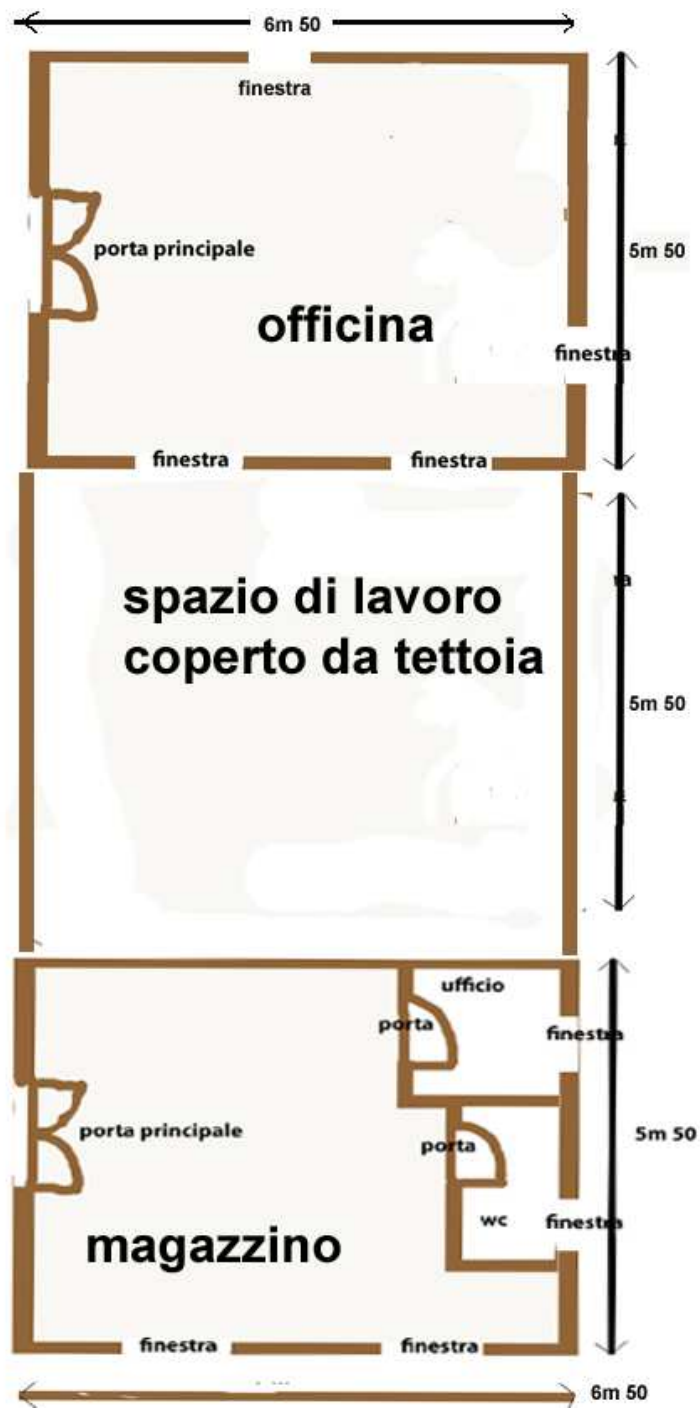 6m 50
finestra
porta principale
5m 50
officina
finestra
finestra
finestra
spazio di lavoro
coperto da tettoia
5m 50
ufficio
porta
finestra
porta principale
porta
5m 50
wc
finestra
magazzino
finestra
finestra
6m 50